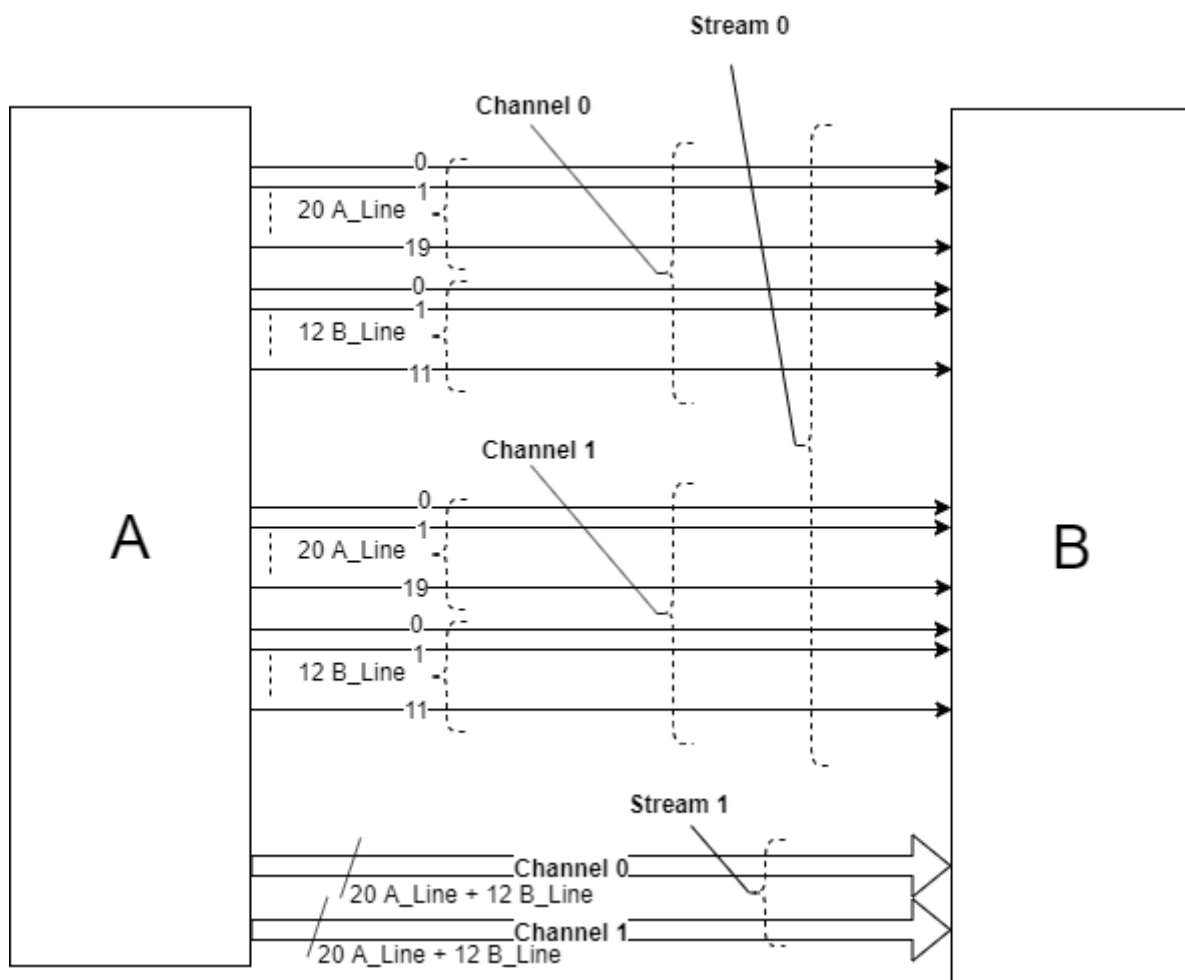 Stream 0
Channel 0
0
1
20 A_Line
19
0
1
12 B_Line
11
Channel 1
0
1
20 A_Line
19
0
1
12 B_Line
11
A
B
Stream 1
Channel 0
20 A_Line + 12 B_Line
Channel 1
20 A_Line + 12 B_Line